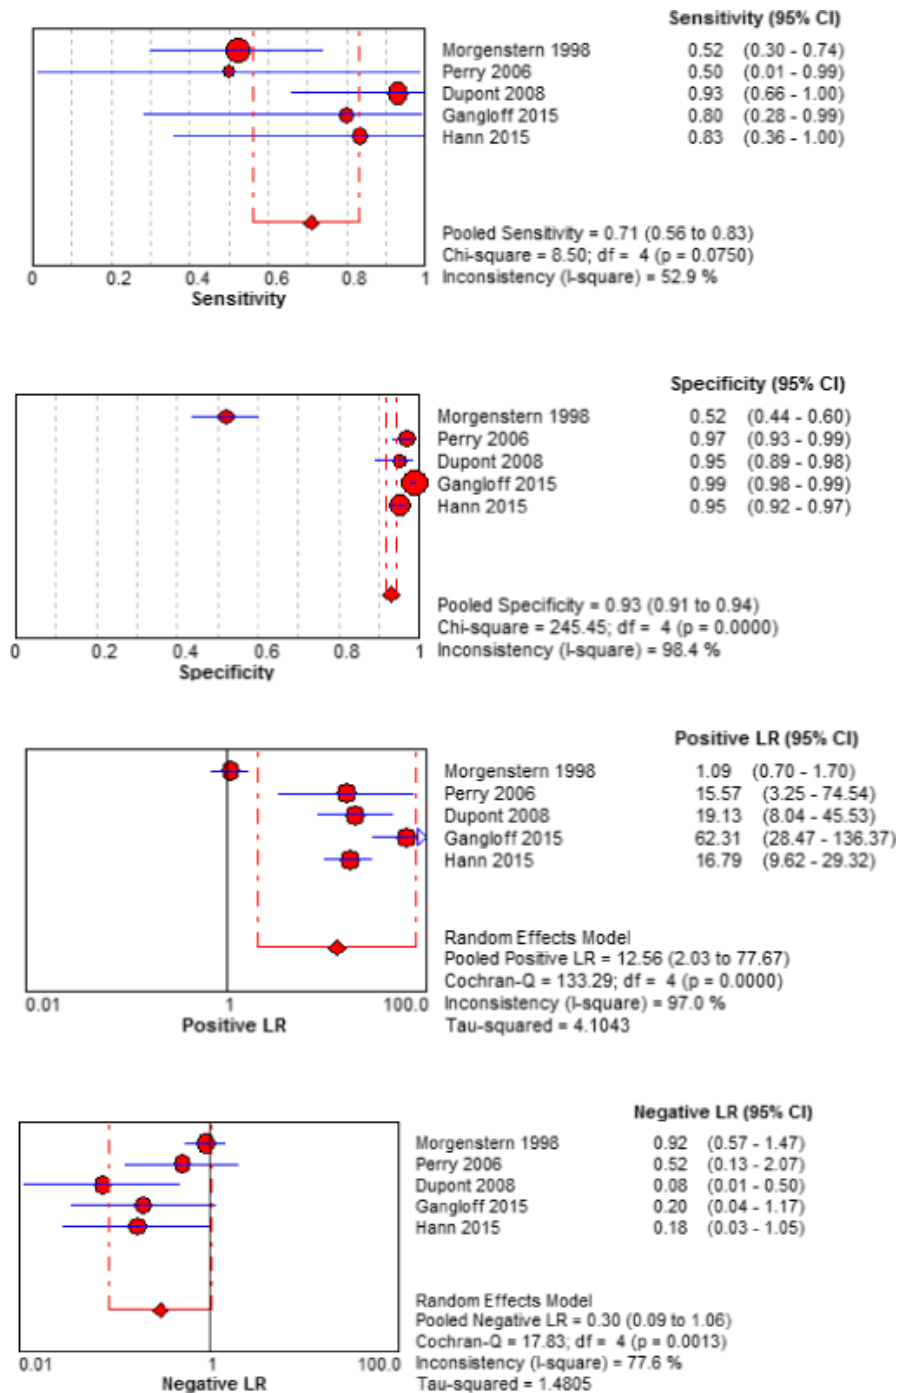 Sensitivity (95% CI)
Morgenstern 1998 0.52 (0.30 - 0.74)
Perry 2006 0.50 (0.01 - 0.99)
Dupont 2008 0.93 (0.66 - 1.00)
Gangloff 2015 0.80 (0.28 - 0.99)
Hann 2015 0.83 (0.36 - 1.00)
Pooled Sensitivity = 0.71 (0.56 to 0.83)
Chi-square = 8.50; df = 4 (p = 0.0750)
Inconsistency (I-square) = 52.9 %
0 0.2 0.4 0.6 0.8 1
Sensitivity
Specificity (95% CI)
Morgenstern 1998 0.52 (0.44 - 0.60)
Perry 2006 0.97 (0.93 - 0.99)
Dupont 2008 0.95 (0.89 - 0.98)
Gangloff 2015 0.99 (0.98 - 0.99)
Hann 2015 0.95 (0.92 - 0.97)
Pooled Specificity = 0.93 (0.91 to 0.94)
Chi-square = 245.45; df = 4 (p = 0.0000)
Inconsistency (I-square) = 98.4 %
0 0.2 0.4 0.6 0.8 1
Specificity
Positive LR (95% CI)
Morgenstern 1998 1.09 (0.70 - 1.70)
Perry 2006 15.57 (3.25 - 74.54)
Dupont 2008 19.13 (8.04 - 45.53)
Gangloff 2015 62.31 (28.47 - 136.37)
Hann 2015 16.79 (9.62 - 29.32)
Random Effects Model
Pooled Positive LR = 12.56 (2.03 to 77.67)
Cochran-Q = 133.29; df = 4 (p = 0.0000)
Inconsistency (I-square) = 97.0 %
Tau-squared = 4.1043
0.01 1 100.0
Positive LR
Negative LR (95% CI)
Morgenstern 1998 0.92 (0.57 - 1.47)
Perry 2006 0.52 (0.13 - 2.07)
Dupont 2008 0.08 (0.01 - 0.50)
Gangloff 2015 0.20 (0.04 - 1.17)
Hann 2015 0.18 (0.03 - 1.05)
Random Effects Model
Pooled Negative LR = 0.30 (0.09 to 1.06)
Cochran-Q = 17.83; df = 4 (p = 0.0013)
Inconsistency (I-square) = 77.6 %
Tau-squared = 1.4805
0.01 1 100.0
Negative LR